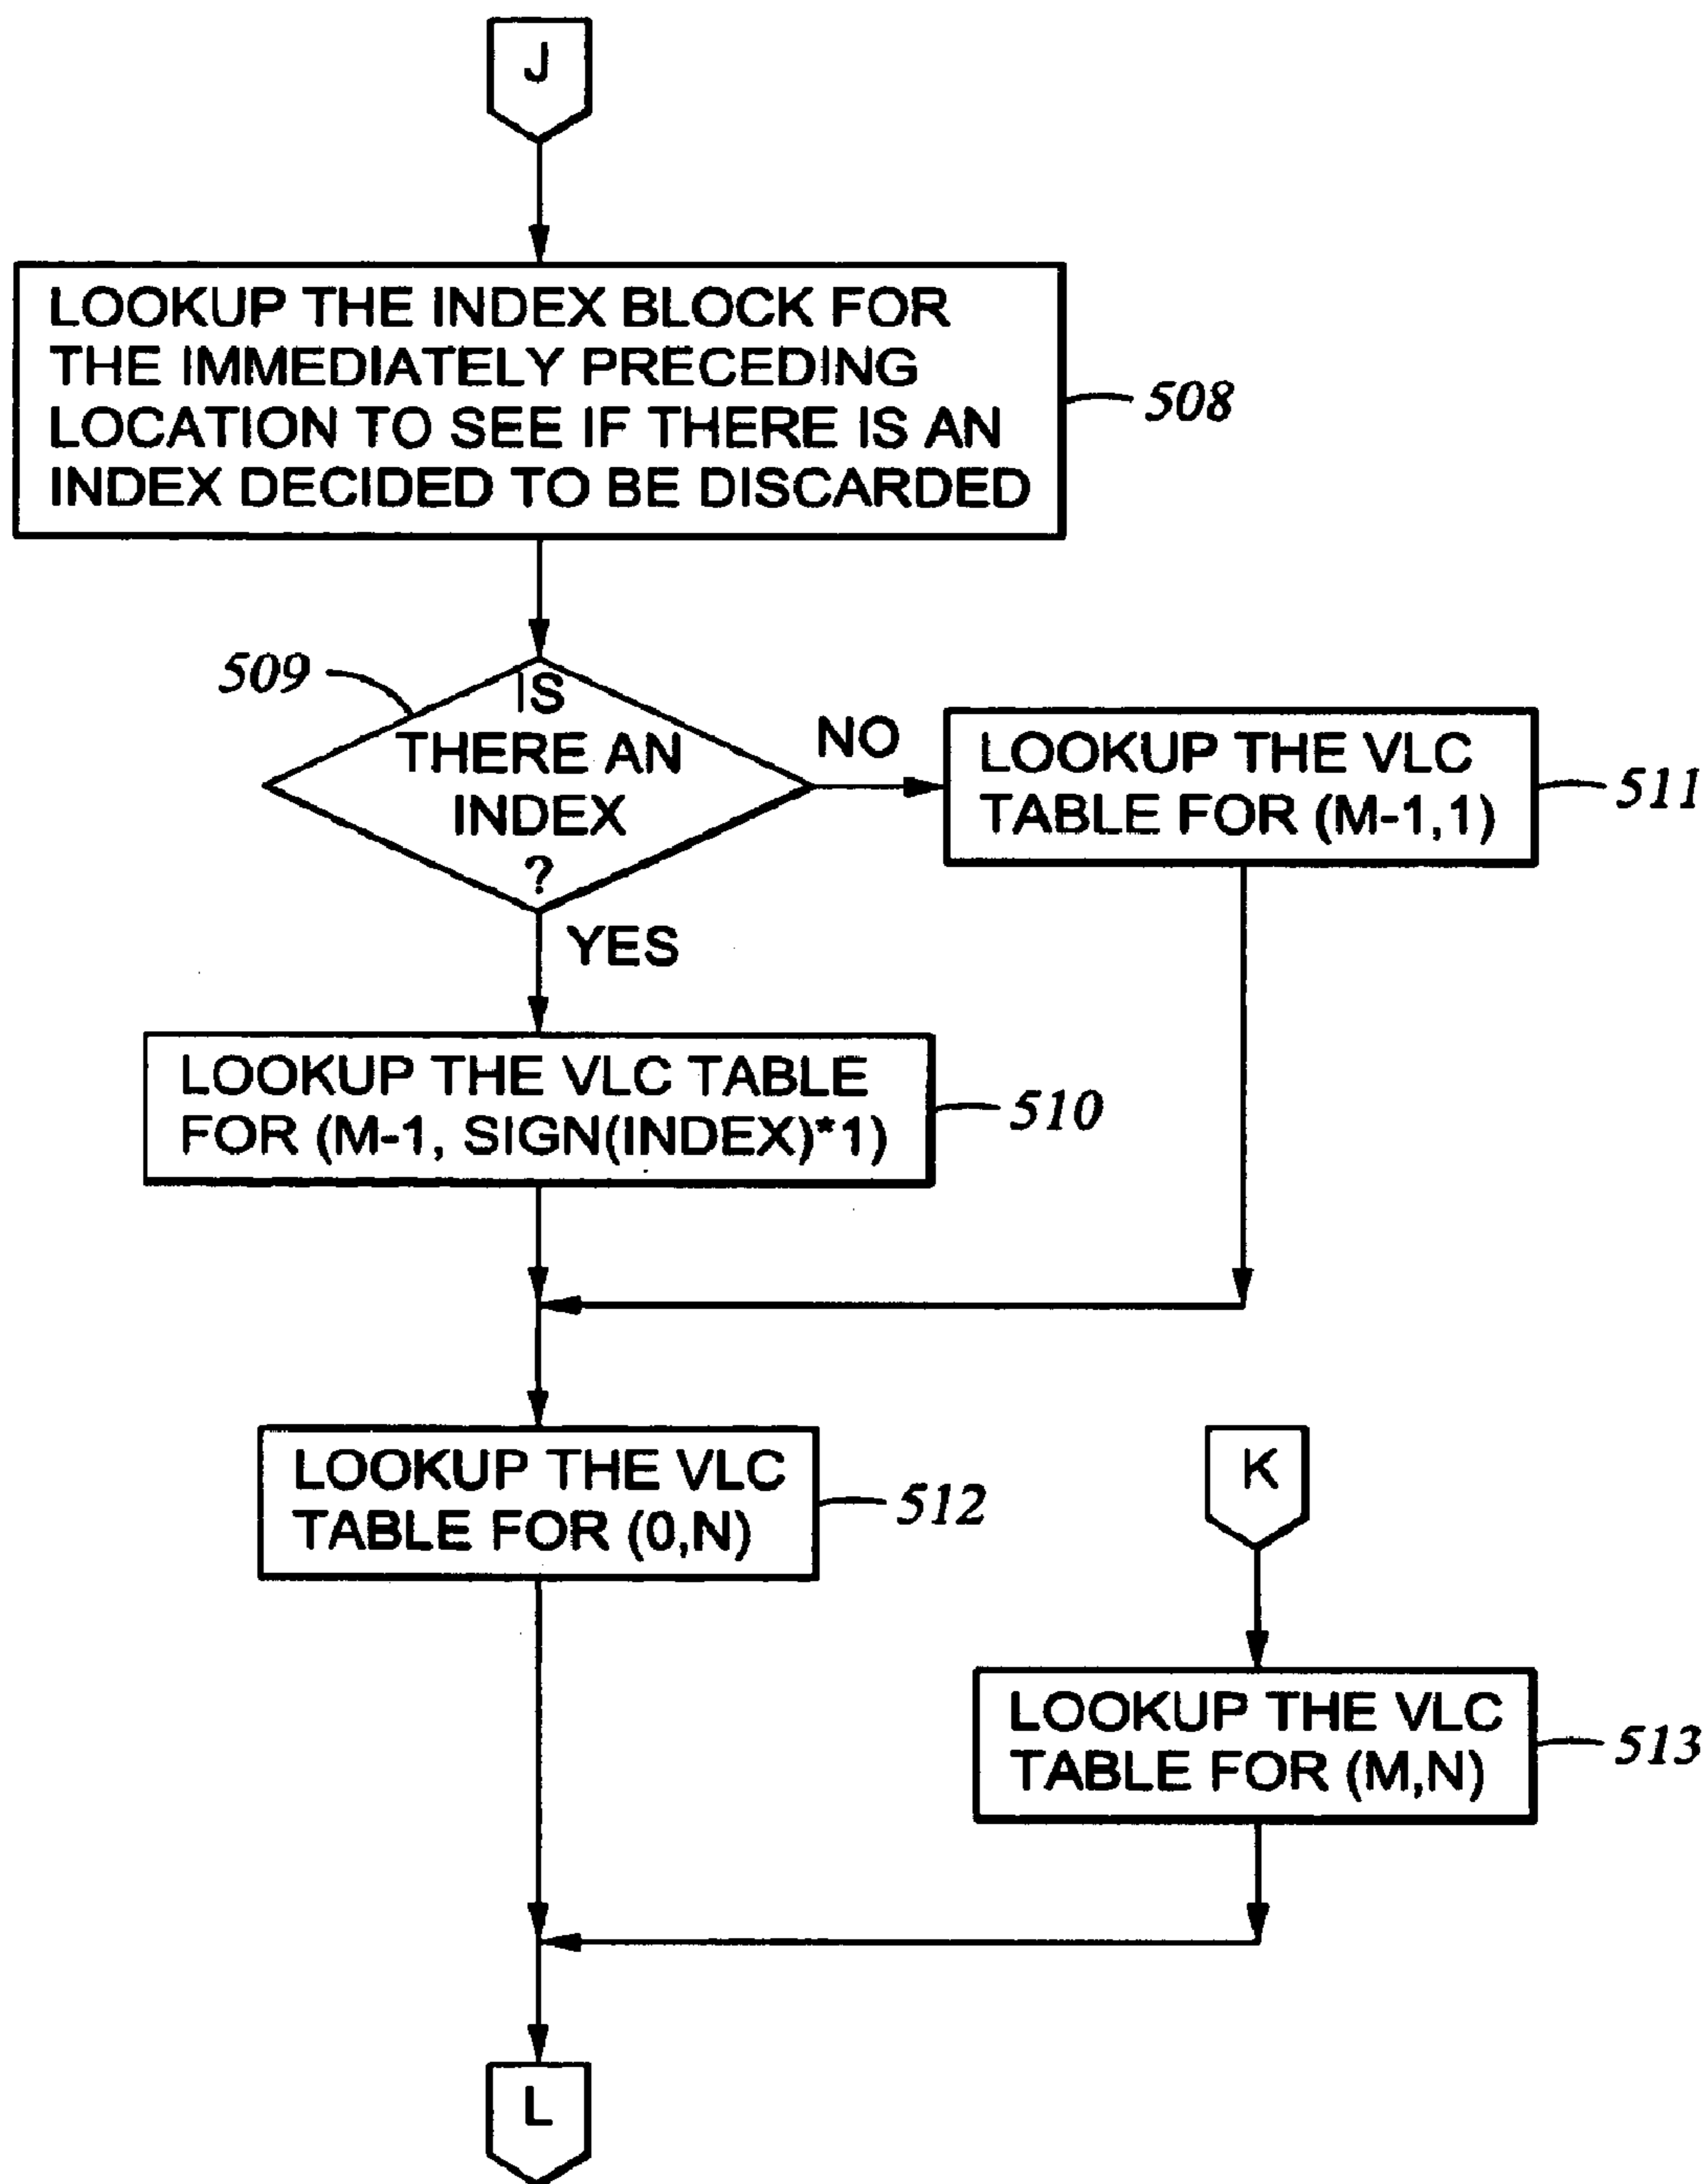 J
LOOKUP THE INDEX BLOCK FOR
THE IMMEDIATELY PRECEDING
LOCATION TO SEE IF THERE IS AN
INDEX DECIDED TO BE DISCARDED
508
509
IS
THERE AN
INDEX
?
NO
LOOKUP THE VLC
TABLE FOR (M-1,1)
511
YES
LOOKUP THE VLC TABLE
FOR (M-1, SIGN(INDEX)*1)
510
LOOKUP THE VLC
TABLE FOR (0,N)
512
K
LOOKUP THE VLC
TABLE FOR (M,N)
513
L